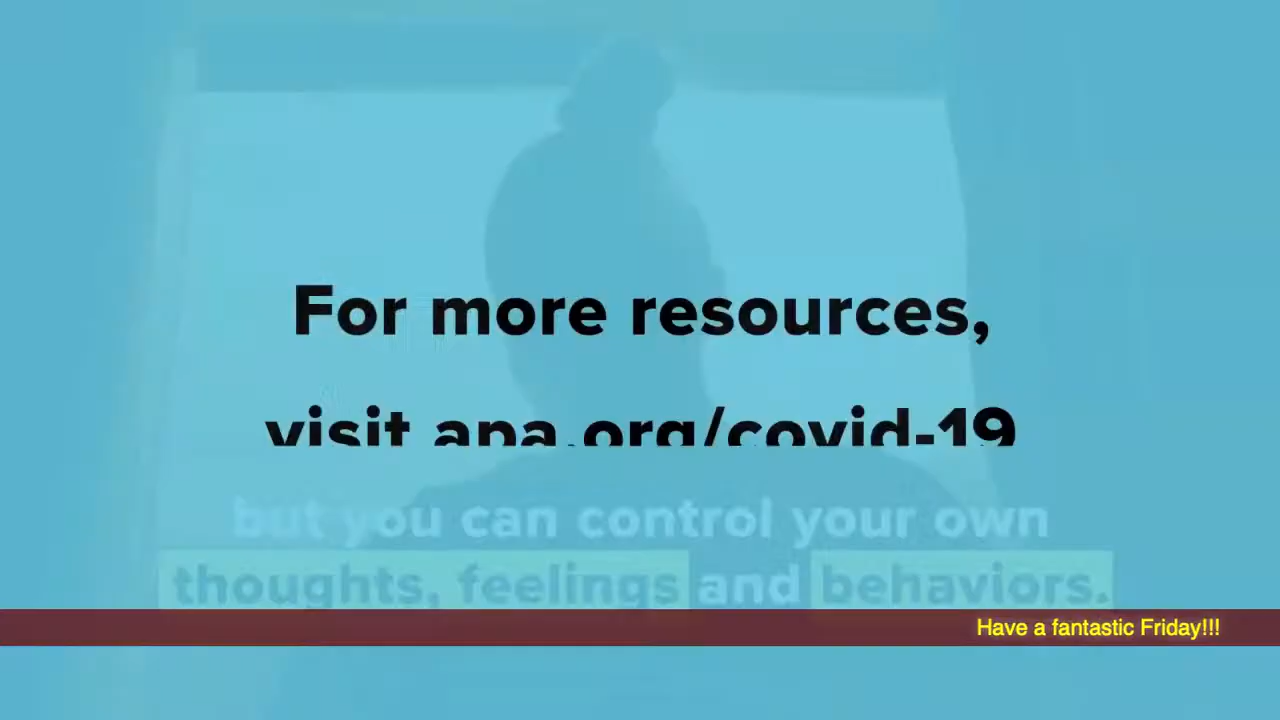 For more resources,
visit apa.org/covid-19
but you can control your own
thoughts, feelings and behaviors.
Have a fantastic Friday!!!